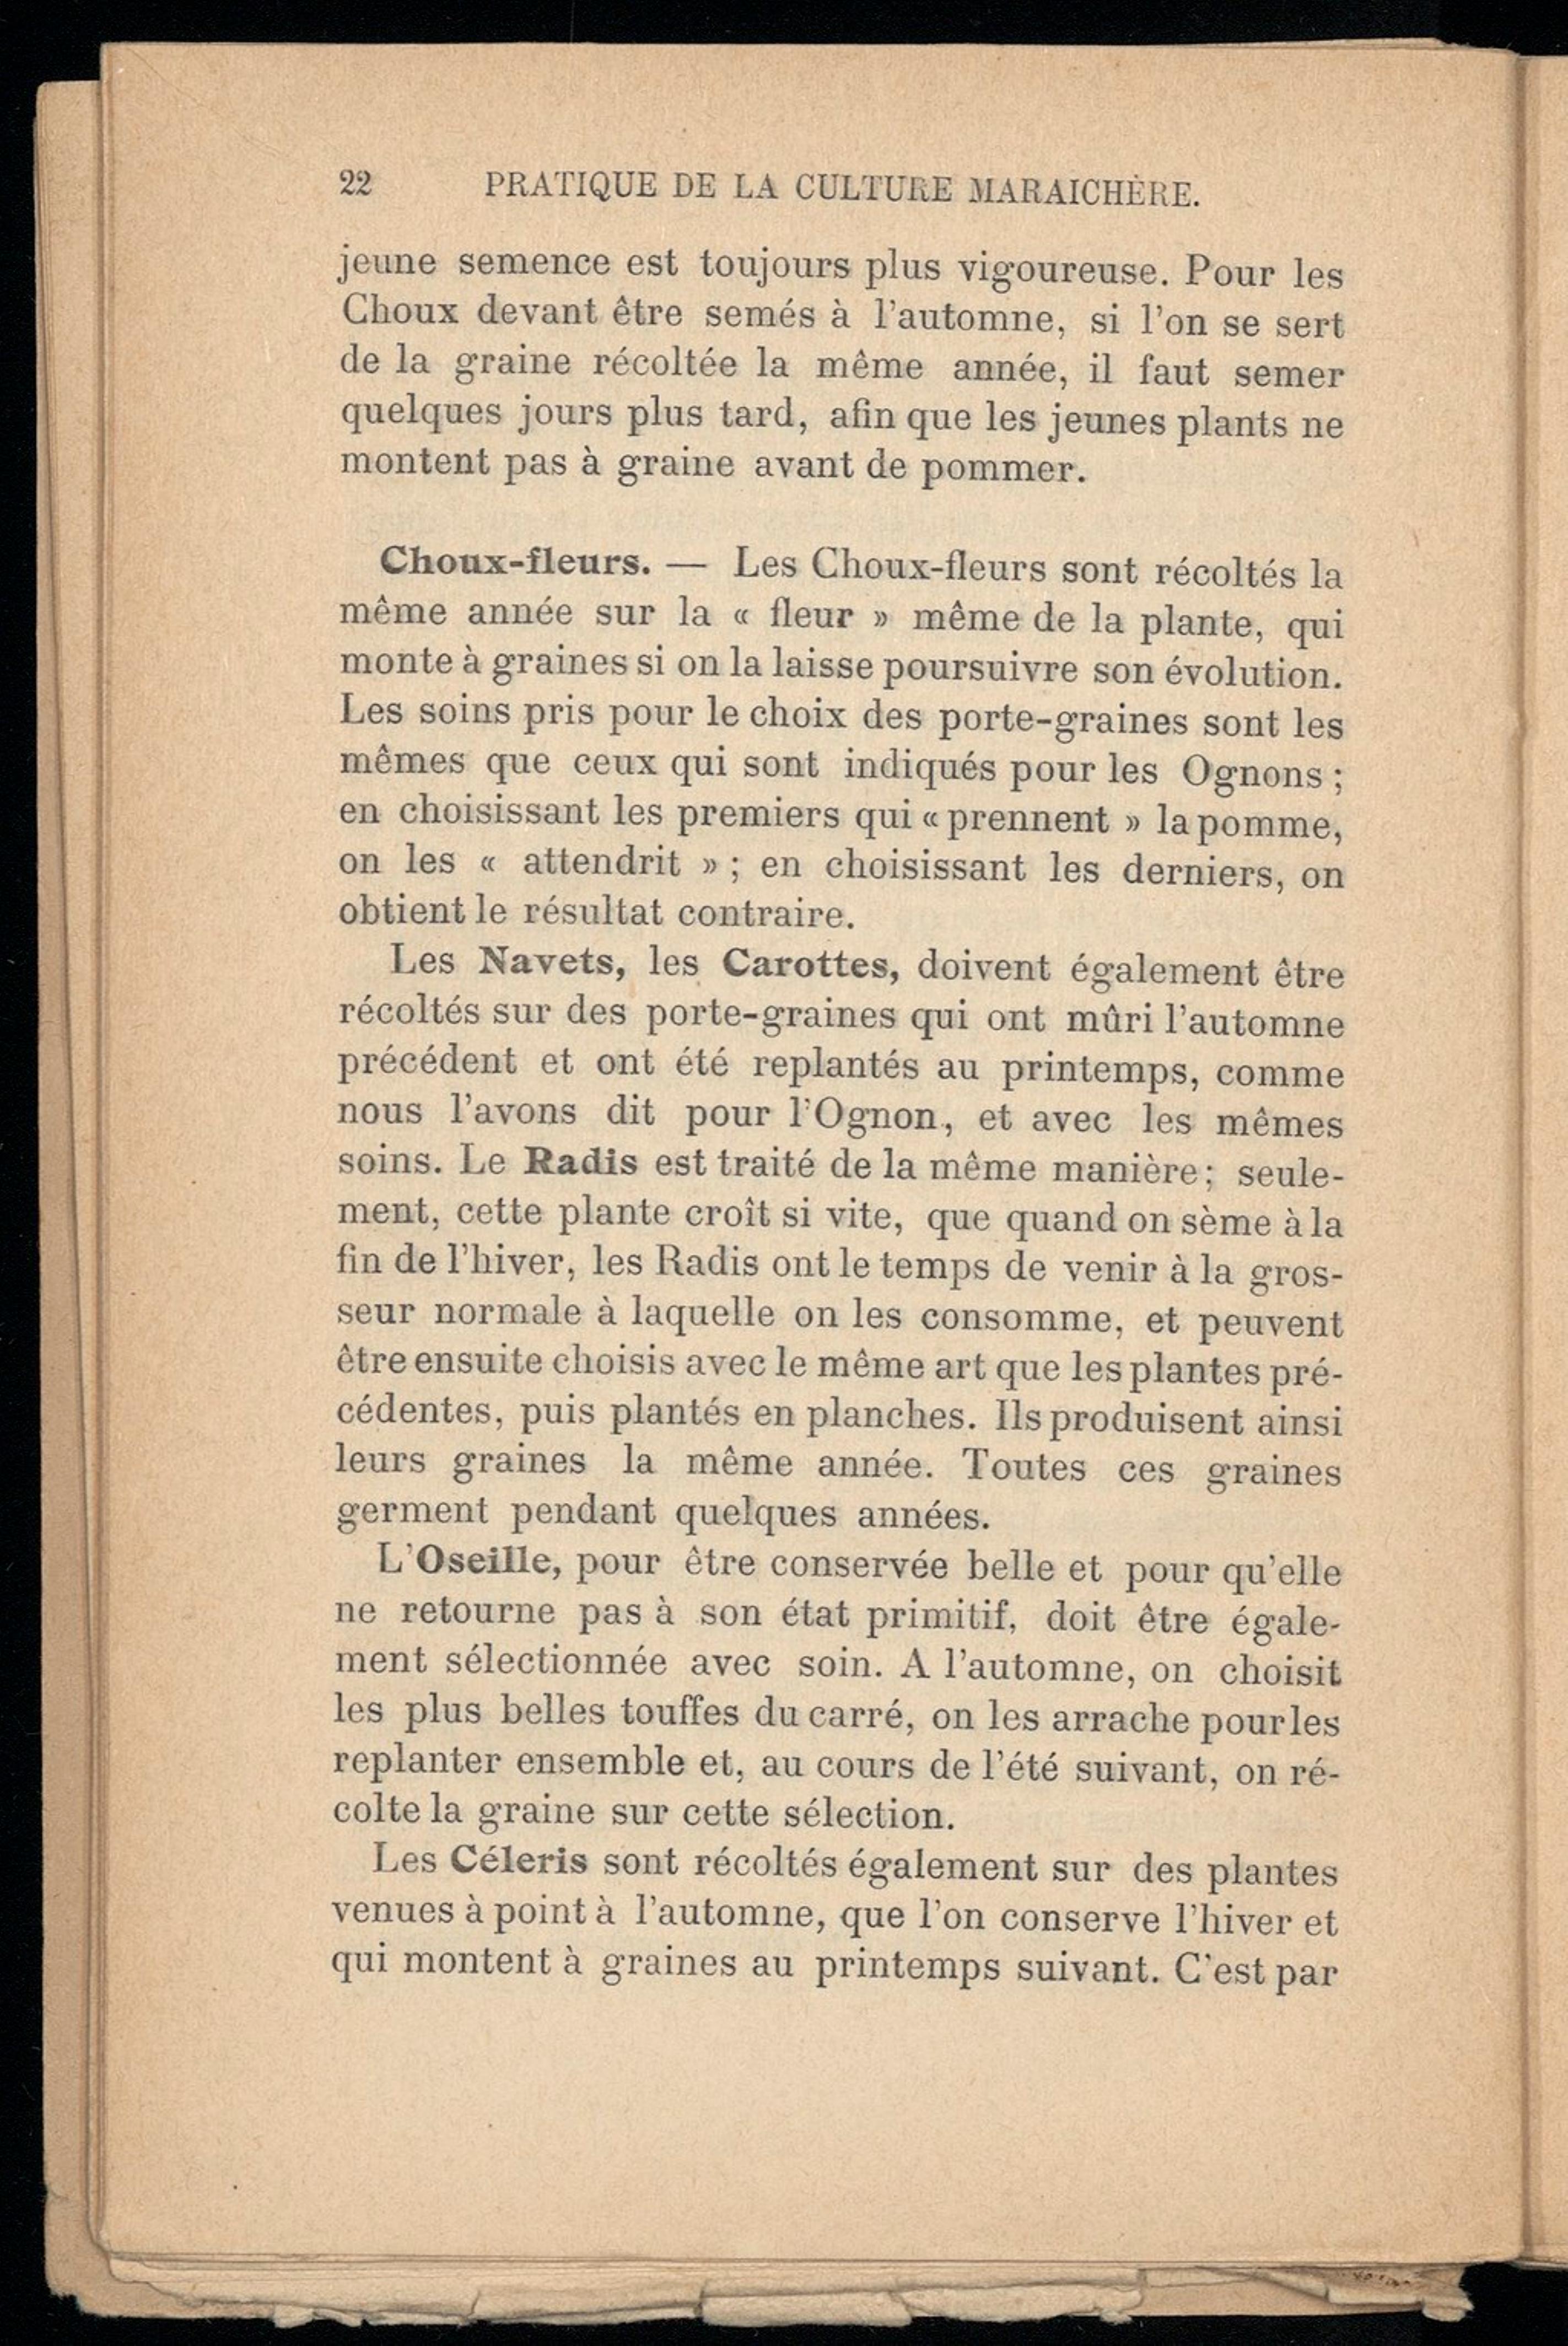 22 PRATIQUE DE LA CULTURE MARAICHÈRE.
jeune semence est toujours plus vigoureuse. Pour les
Choux devant être semés à l'automne, si l'on se sert
de la graine récoltée la même année, il faut semer
quelques jours plus tard, afin que les jeunes plants ne
montent pas à graine avant de pommer.
Choux-fleurs. — Les Choux-fleurs sont récoltés la
même année sur la « fleur » même de la plante, qui
monte à graines si on la laisse poursuivre son évolution.
Les soins pris pour le choix des porte-graines sont les
mêmes que ceux qui sont indiqués pour les Ognons ;
en choisissant les premiers qui « prennent » la pomme,
on les « attendrit » ; en choisissant les derniers, on
obtient le résultat contraire.
Les Navets, les Carottes, doivent également être
récoltés sur des porte-graines qui ont mûri l'automne
précédent et ont été replantés au printemps, comme
nous l'avons dit pour l'Ognon, et avec les mêmes
soins. Le Radis est traité de la même manière ; seule-
ment, cette plante croît si vite, que quand on sème à la
fin de l'hiver, les Radis ont le temps de venir à la gros-
seur normale à laquelle on les consomme, et peuvent
être ensuite choisis avec le même art que les plantes pré-
cédentes, puis plantés en planches. Ils produisent ainsi
leurs graines la même année. Toutes ces graines
germent pendant quelques années.
L'Oseille, pour être conservée belle et pour qu'elle
ne retourne pas à son état primitif, doit être égale-
ment sélectionnée avec soin. A l'automne, on choisit
les plus belles touffes du carré, on les arrache pour les
replanter ensemble et, au cours de l'été suivant, on ré-
colte la graine sur cette sélection.
Les Céleris sont récoltés également sur des plantes
venues à point à l'automne, que l'on conserve l'hiver et
qui montent à graines au printemps suivant. C'est par